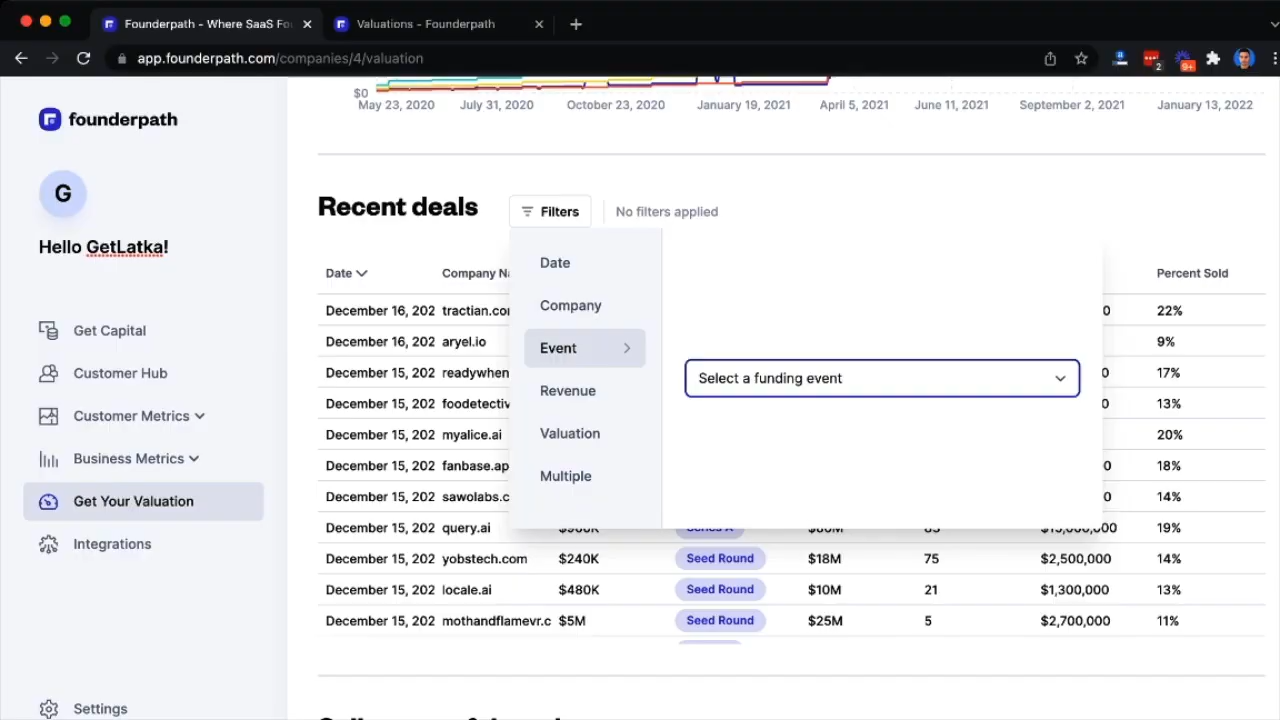 Founderpath - Where SaaS Fo
Valuations - Founderpath
app.founderpath.com/companies/4/valuation
2
9+
founderpath
G
Hello GetLatka!
Get Capital
Customer Hub
Customer Metrics
Business Metrics
Get Your Valuation
Integrations
Settings
$0
May 23, 2020 July 31, 2020 October 23, 2020 January 19, 2021 April 5, 2021 June 11, 2021 September 2, 2021 January 13, 2022
Recent deals
Filters
No filters applied
Date
Company
Event
Revenue
Valuation
Multiple
Select a funding event
Date Company Na Percent Sold
December 16, 202 tractian.cor 0 22%
December 16, 202 aryel.io 9%
December 15, 202 readywhen 0 17%
December 15, 202 foodetectiv 0 13%
December 15, 202 myalice.ai 20%
December 15, 202 fanbase.ap 0 18%
December 15, 202 sawolabs.c 0 14%
December 15, 202 query.ai 19%
December 15, 202 yobstech.com $240K Seed Round $18M 75 $2,500,000 14%
December 15, 202 locale.ai $480K Seed Round $10M 21 $1,300,000 13%
December 15, 202 mothandflamevr.c $5M Seed Round $25M 5 $2,700,000 11%